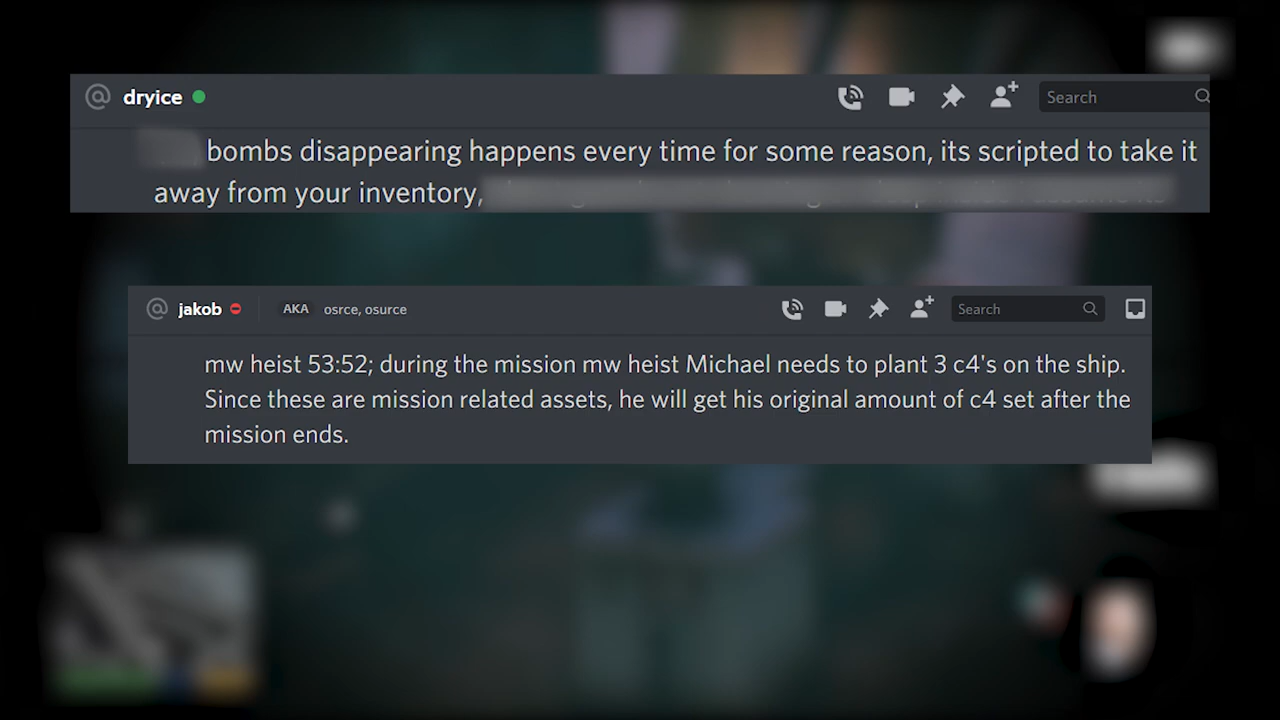 @ dryice
Search
bombs disappearing happens every time for some reason, its scripted to take it
away from your inventory,
@ jakob AKA osrce, osurce
Search
mw heist 53:52; during the mission mw heist Michael needs to plant 3 c4's on the ship.
Since these are mission related assets, he will get his original amount of c4 set after the
mission ends.